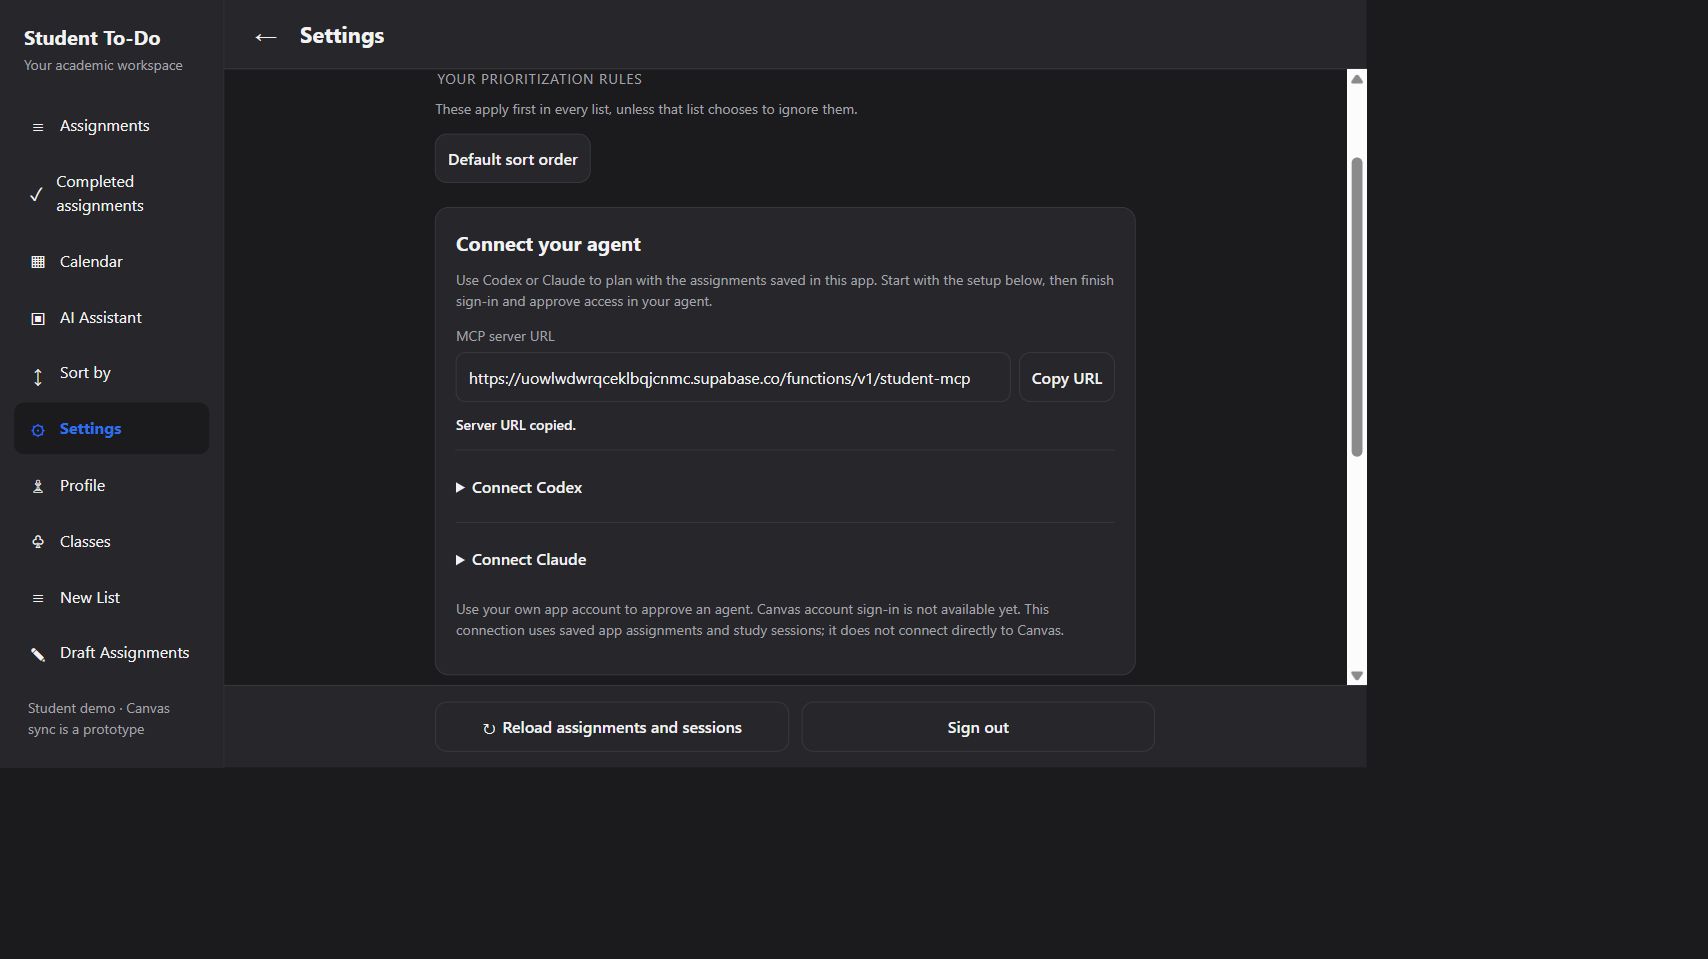 Student To-Do
Your academic workspace
Assignments
Completed
assignments
Calendar
AI Assistant
Sort by
Settings
Profile
Classes
New List
Draft Assignments
Student demo · Canvas
sync is a prototype
← Settings
YOUR PRIORITIZATION RULES
These apply first in every list, unless that list chooses to ignore them.
Default sort order
Connect your agent
Use Codex or Claude to plan with the assignments saved in this app. Start with the setup below, then finish
sign-in and approve access in your agent.
MCP server URL
https://uowlwdwrqceklbqjcnmc.supabase.co/functions/v1/student-mcp
Copy URL
Server URL copied.
Connect Codex
Connect Claude
Use your own app account to approve an agent. Canvas account sign-in is not available yet. This
connection uses saved app assignments and study sessions; it does not connect directly to Canvas.
↻ Reload assignments and sessions
Sign out